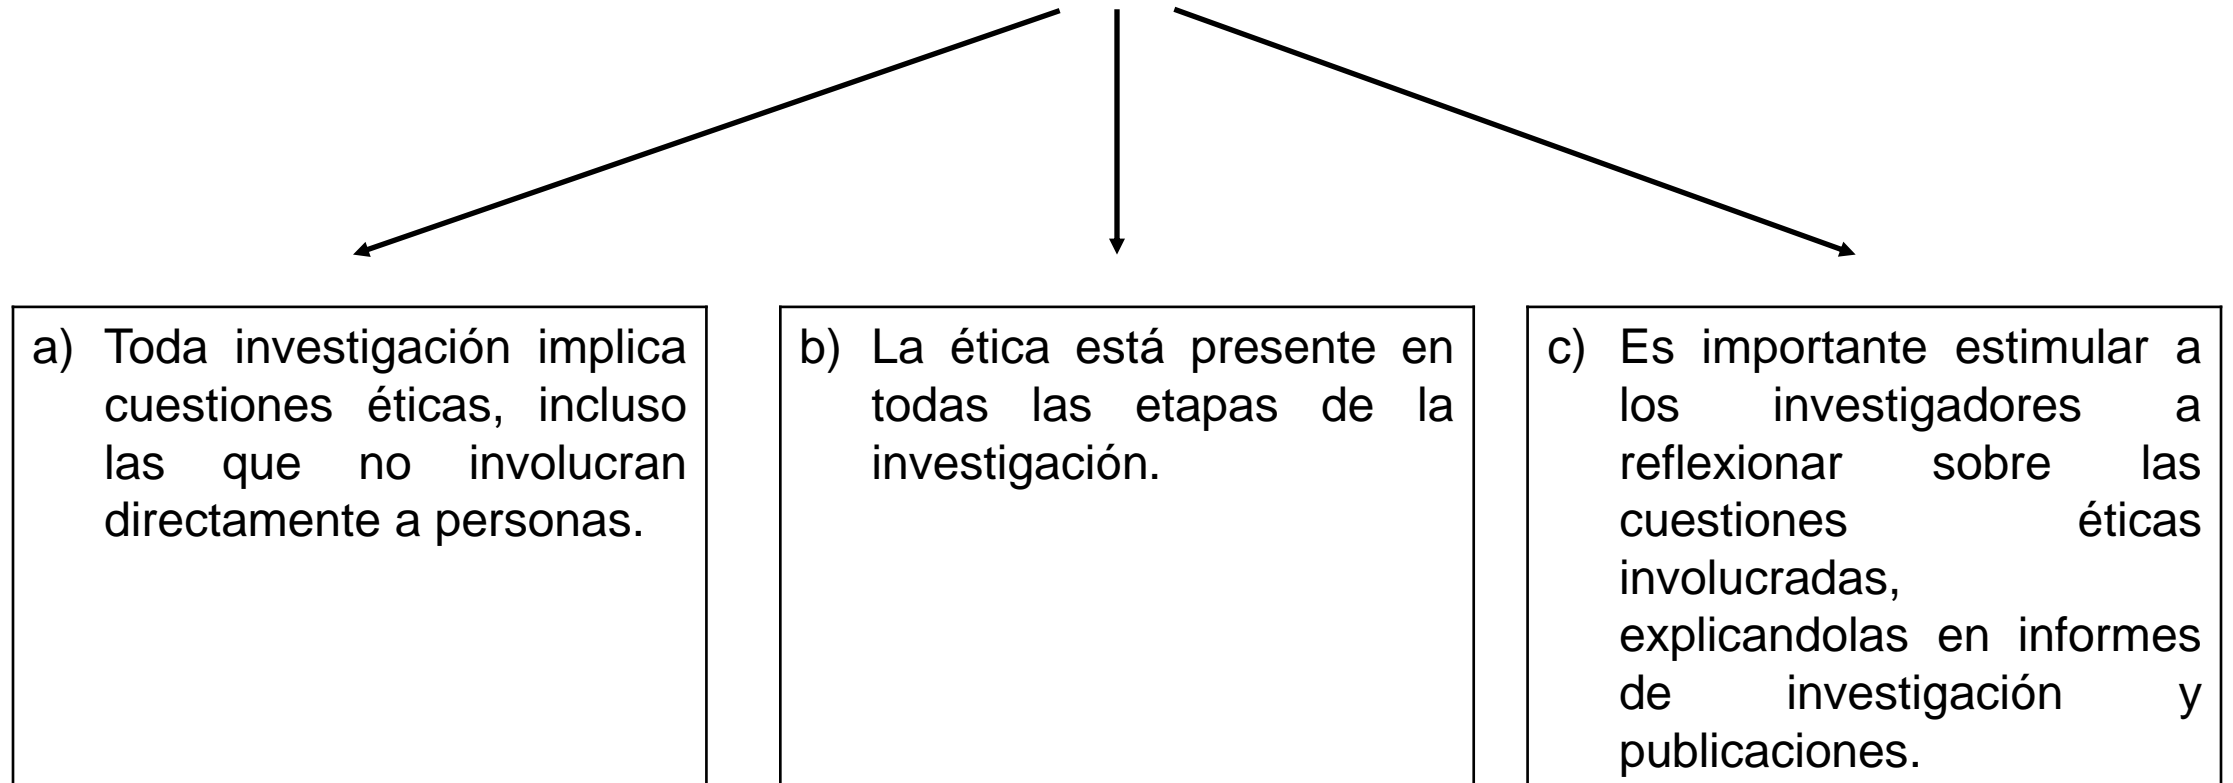 a) Toda investigación implica
cuestiones éticas, incluso
las que no involucran
directamente a personas.
b) La ética está presente en
todas las etapas de la
investigación.
c) Es importante estimular a
los investigadores a
reflexionar sobre las
cuestiones éticas
involucradas,
explicandolas en informes
de investigación y
publicaciones.